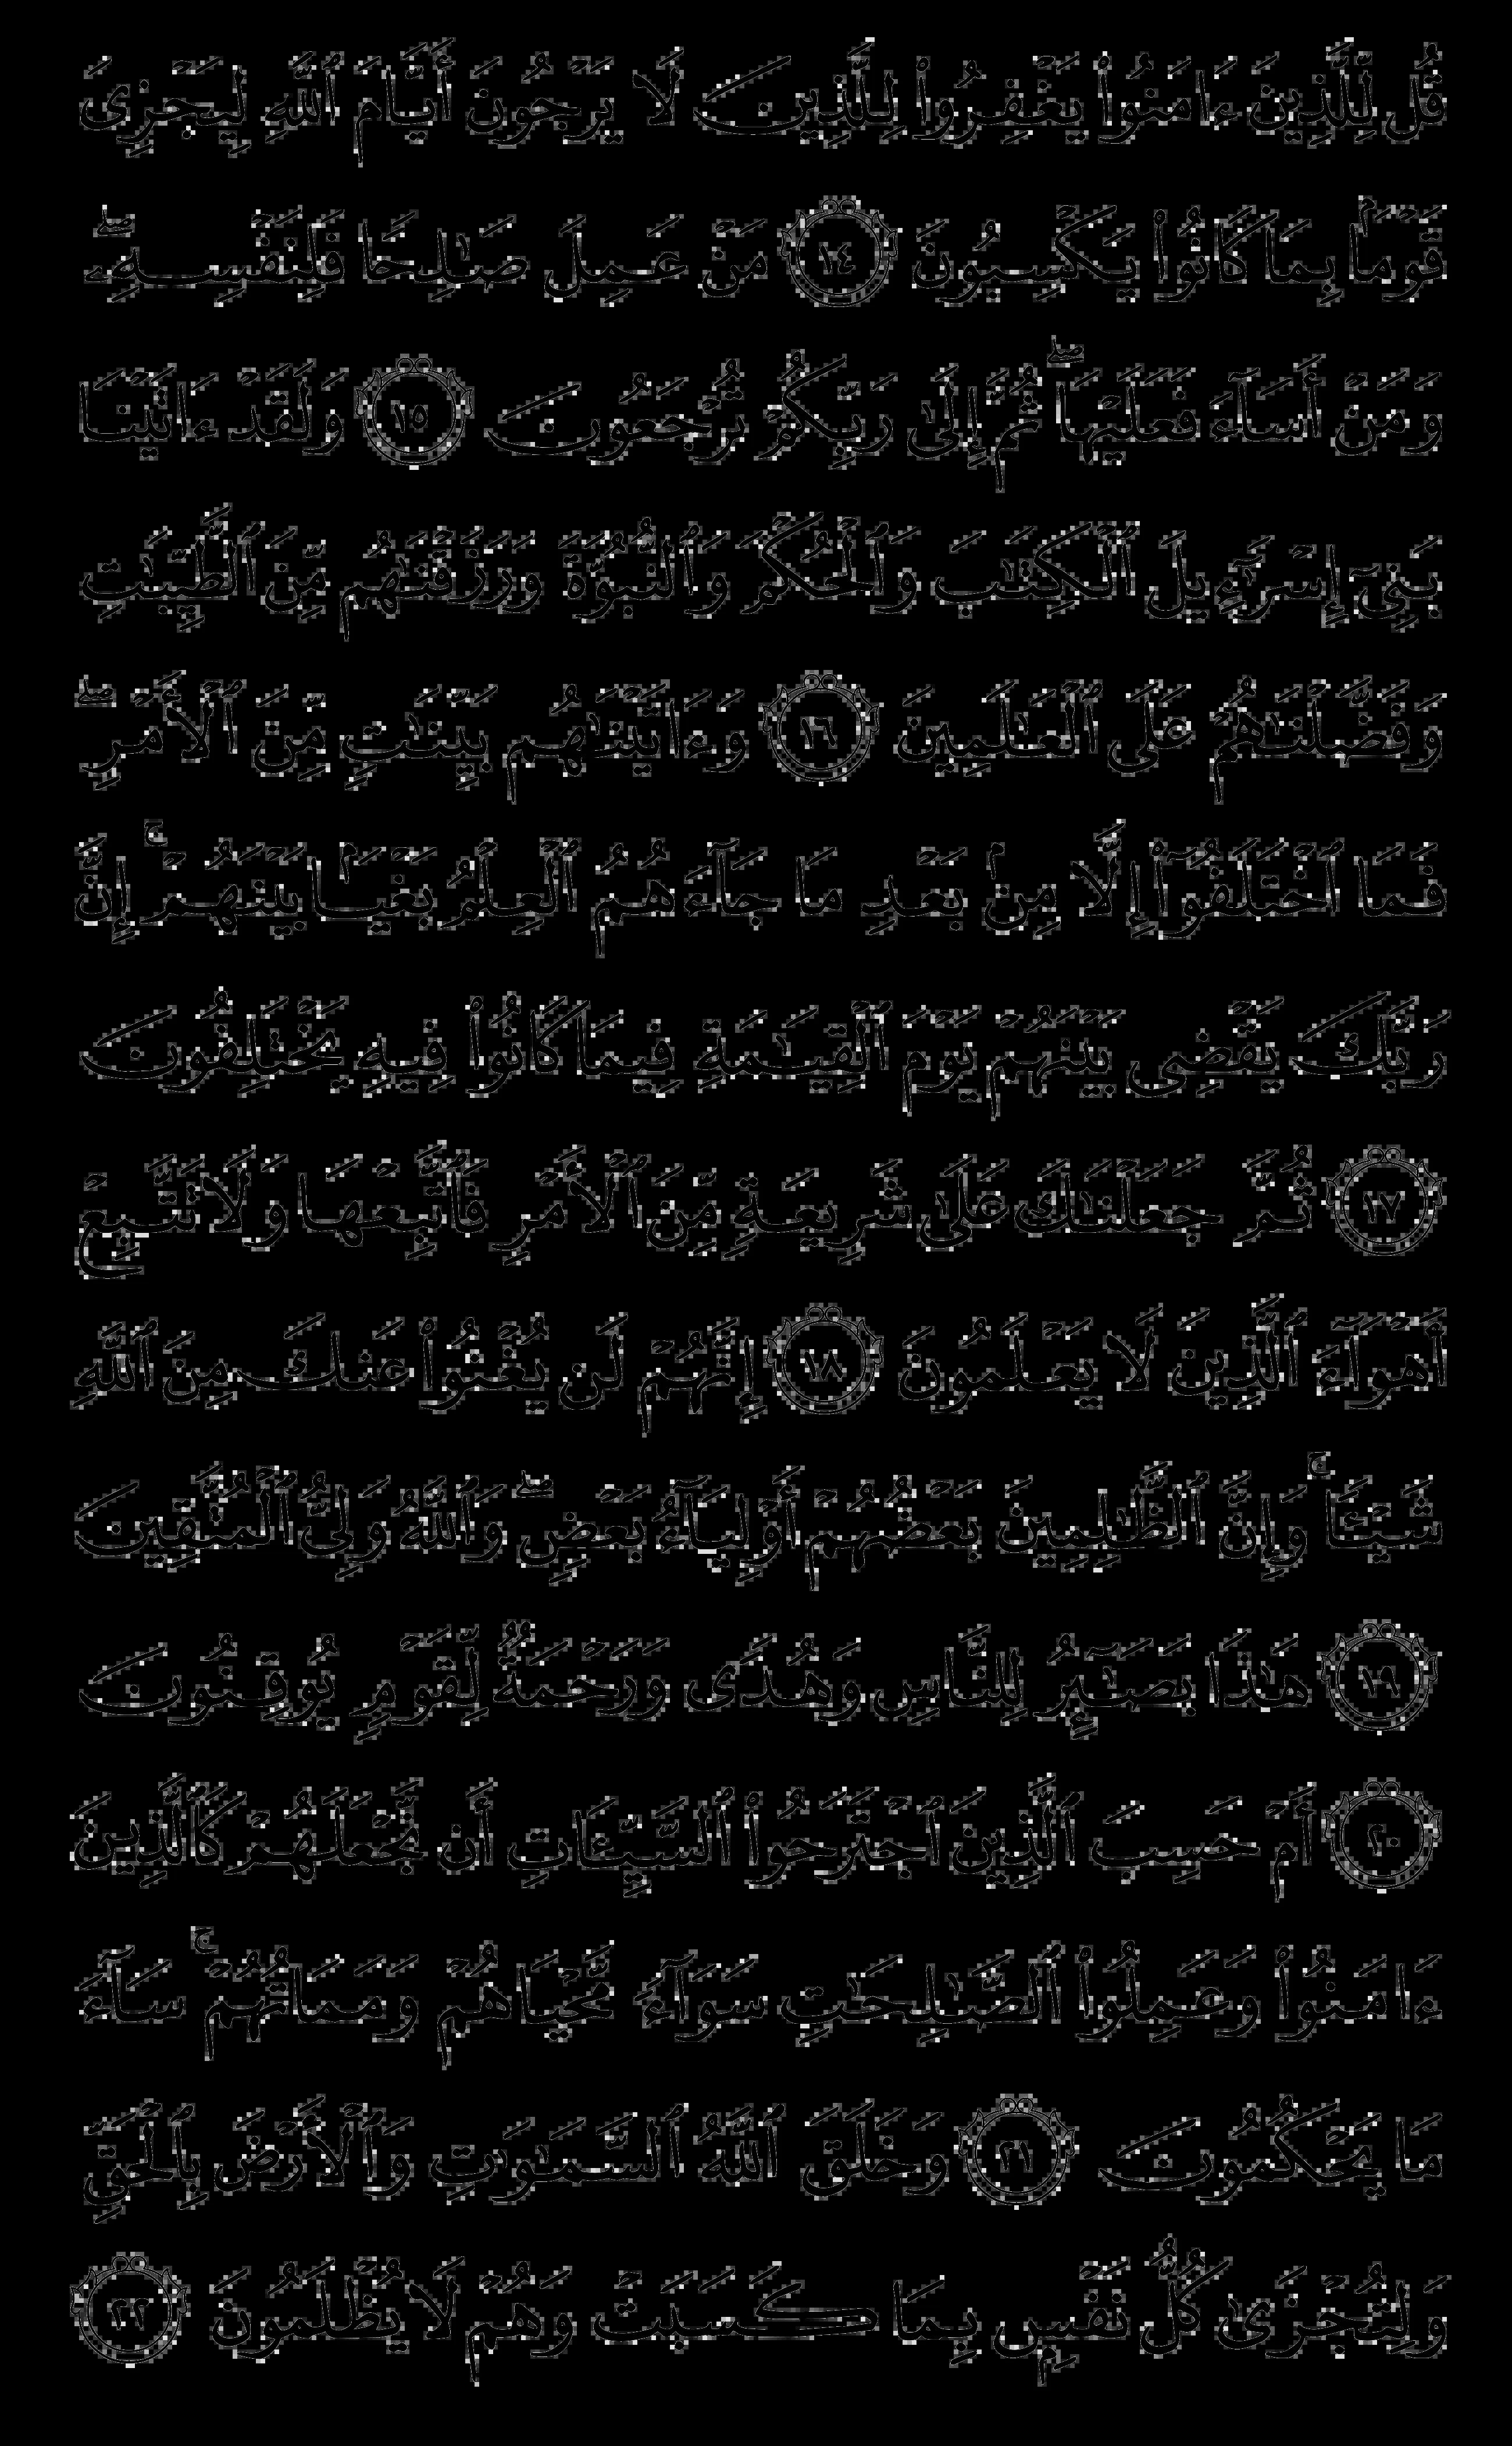 قُل لِّلَّذِينَ ءَامَنُوا۟ يَغْفِرُوا۟ لِلَّذِينَ لَا يَرْجُونَ أَيَّامَ ٱللَّهِ لِيَجْزِىَ
قَوْمًۢا بِمَا كَانُوا۟ يَكْسِبُونَ ١٤ مَنْ عَمِلَ صَٰلِحًا فَلِنَفْسِهِۦ ۖ
وَمَنْ أَسَآءَ فَعَلَيْهَا ۖ ثُمَّ إِلَىٰ رَبِّكُمْ تُرْجَعُونَ ١٥ وَلَقَدْ ءَاتَيْنَا
بَنِىٓ إِسْرَٰٓءِيلَ ٱلْكِتَٰبَ وَٱلْحُكْمَ وَٱلنُّبُوَّةَ وَرَزَقْنَٰهُم مِّنَ ٱلطَّيِّبَٰتِ
وَفَضَّلْنَٰهُمْ عَلَى ٱلْعَٰلَمِينَ ١٦ وَءَاتَيْنَٰهُم بَيِّنَٰتٍ مِّنَ ٱلْأَمْرِ ۖ
فَمَا ٱخْتَلَفُوٓا۟ إِلَّا مِنۢ بَعْدِ مَا جَآءَهُمُ ٱلْعِلْمُ بَغْيًۢا بَيْنَهُمْ ۚ إِنَّ
رَبَّكَ يَقْضِى بَيْنَهُمْ يَوْمَ ٱلْقِيَٰمَةِ فِيمَا كَانُوا۟ فِيهِ يَخْتَلِفُونَ
١٧ ثُمَّ جَعَلْنَٰكَ عَلَىٰ شَرِيعَةٍ مِّنَ ٱلْأَمْرِ فَٱتَّبِعْهَا وَلَا تَتَّبِعْ
أَهْوَآءَ ٱلَّذِينَ لَا يَعْلَمُونَ ١٨ إِنَّهُمْ لَن يُغْنُوا۟ عَنكَ مِنَ ٱللَّهِ
شَيْـًٔا ۚ وَإِنَّ ٱلظَّٰلِمِينَ بَعْضُهُمْ أَوْلِيَآءُ بَعْضٍ ۖ وَٱللَّهُ وَلِىُّ ٱلْمُتَّقِينَ
١٩ هَٰذَا بَصَٰٓئِرُ لِلنَّاسِ وَهُدًى وَرَحْمَةٌ لِّقَوْمٍ يُوقِنُونَ
٢٠ أَمْ حَسِبَ ٱلَّذِينَ ٱجْتَرَحُوا۟ ٱلسَّيِّـَٔاتِ أَن نَّجْعَلَهُمْ كَٱلَّذِينَ
ءَامَنُوا۟ وَعَمِلُوا۟ ٱلصَّٰلِحَٰتِ سَوَآءً مَّحْيَاهُمْ وَمَمَاتُهُمْ ۚ سَآءَ
مَا يَحْكُمُونَ ٢١ وَخَلَقَ ٱللَّهُ ٱلسَّمَٰوَٰتِ وَٱلْأَرْضَ بِٱلْحَقِّ
وَلِتُجْزَىٰ كُلُّ نَفْسٍۭ بِمَا كَسَبَتْ وَهُمْ لَا يُظْلَمُونَ ٢٢